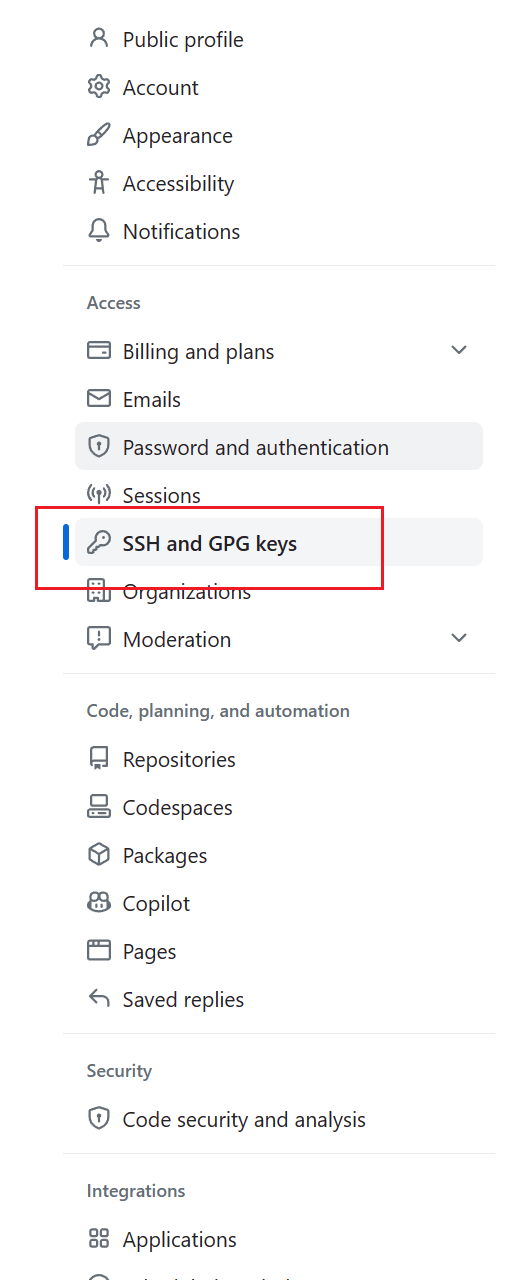 Public profile
Account
Appearance
Accessibility
Notifications
Access
Billing and plans
Emails
Password and authentication
Sessions
SSH and GPG keys
Organizations
Moderation
Code, planning, and automation
Repositories
Codespaces
Packages
Copilot
Pages
Saved replies
Security
Code security and analysis
Integrations
Applications